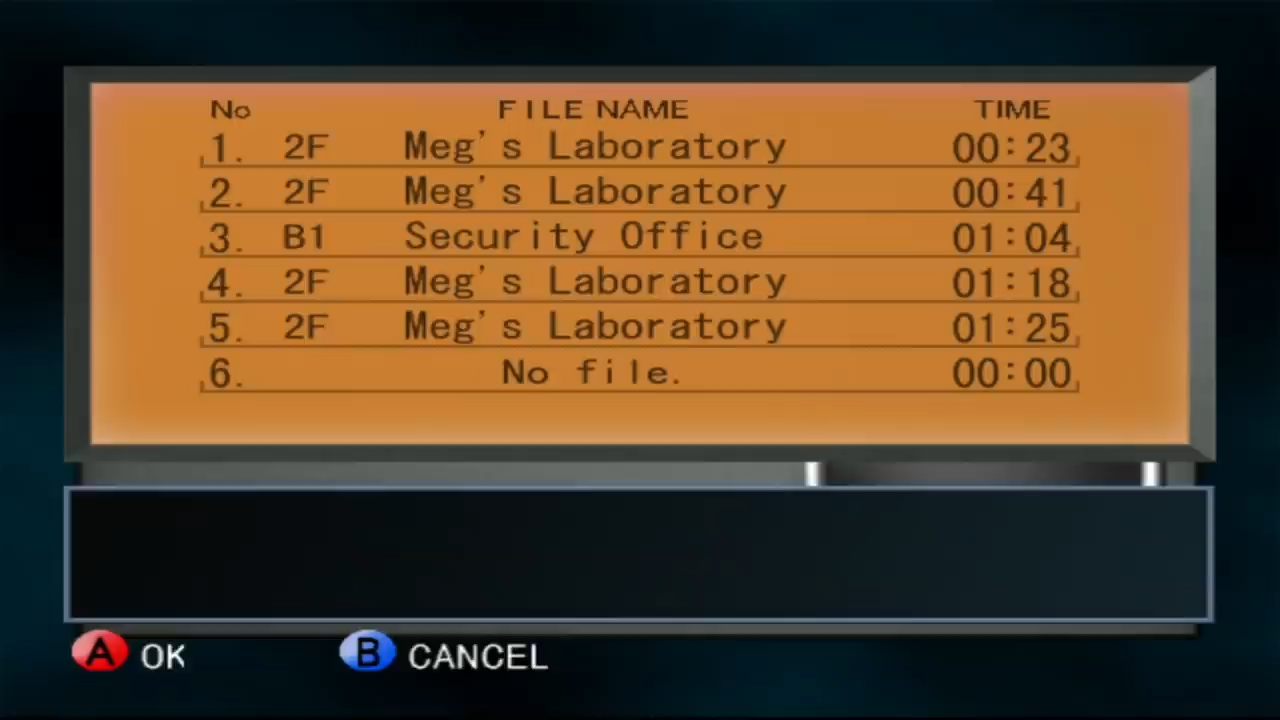 No FILE NAME TIME
1. 2F Meg's Laboratory 00:23
2. 2F Meg's Laboratory 00:41
3. B1 Security Office 01:04
4. 2F Meg's Laboratory 01:18
5. 2F Meg's Laboratory 01:25
6. No file. 00:00
A OK B CANCEL